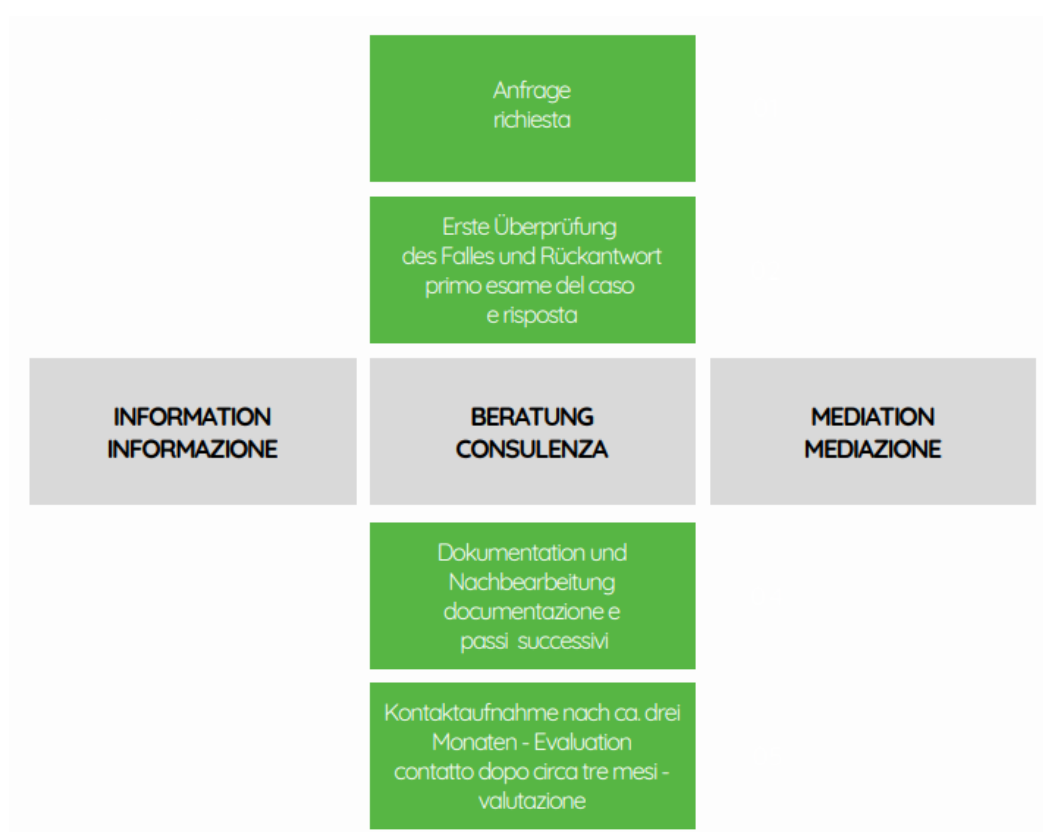 Anfrage
richiesta
Erste Überprüfung
des Falles und Rückantwort
primo esame del caso
e risposta
INFORMATION
INFORMAZIONE
BERATUNG
CONSULENZA
MEDIATION
MEDIAZIONE
Dokumentation und
Nachbearbeitung
documentazione e
passi successivi
Kontaktaufnahme nach ca. drei
Monaten - Evaluation
contatto dopo circa tre mesi -
valutazione